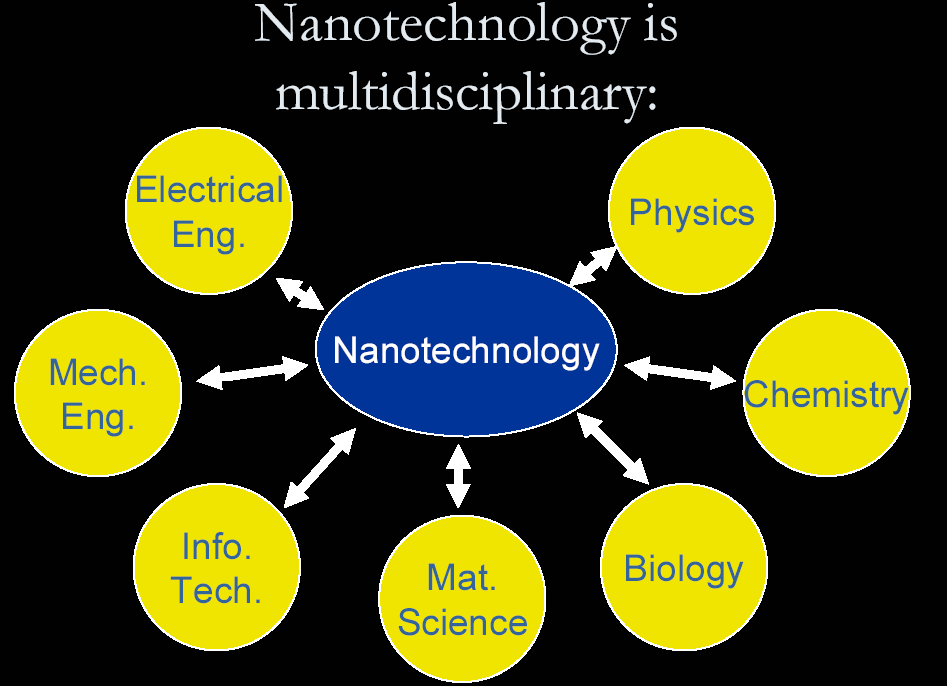 Nanotechnology is
multidisciplinary:
Electrical
Eng.
Physics
Nanotechnology
Mech.
Eng.
Chemistry
Info.
Tech.
Mat.
Science
Biology